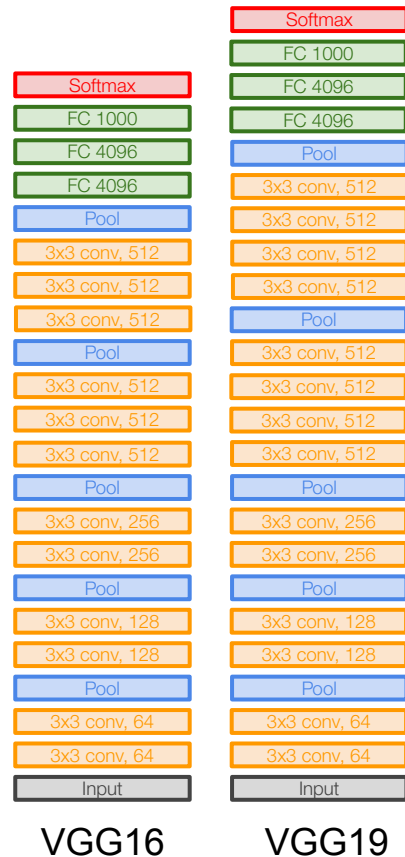 Softmax
FC 1000
FC 4096
FC 4096
Pool
3x3 conv, 512
3x3 conv, 512
3x3 conv, 512
Pool
3x3 conv, 512
3x3 conv, 512
3x3 conv, 512
Pool
3x3 conv, 256
3x3 conv, 256
Pool
3x3 conv, 128
3x3 conv, 128
Pool
3x3 conv, 64
3x3 conv, 64
Input
VGG16
Softmax
FC 1000
FC 4096
FC 4096
Pool
3x3 conv, 512
3x3 conv, 512
3x3 conv, 512
3x3 conv, 512
Pool
3x3 conv, 512
3x3 conv, 512
3x3 conv, 512
3x3 conv, 512
Pool
3x3 conv, 256
3x3 conv, 256
Pool
3x3 conv, 128
3x3 conv, 128
Pool
3x3 conv, 64
3x3 conv, 64
Input
VGG19